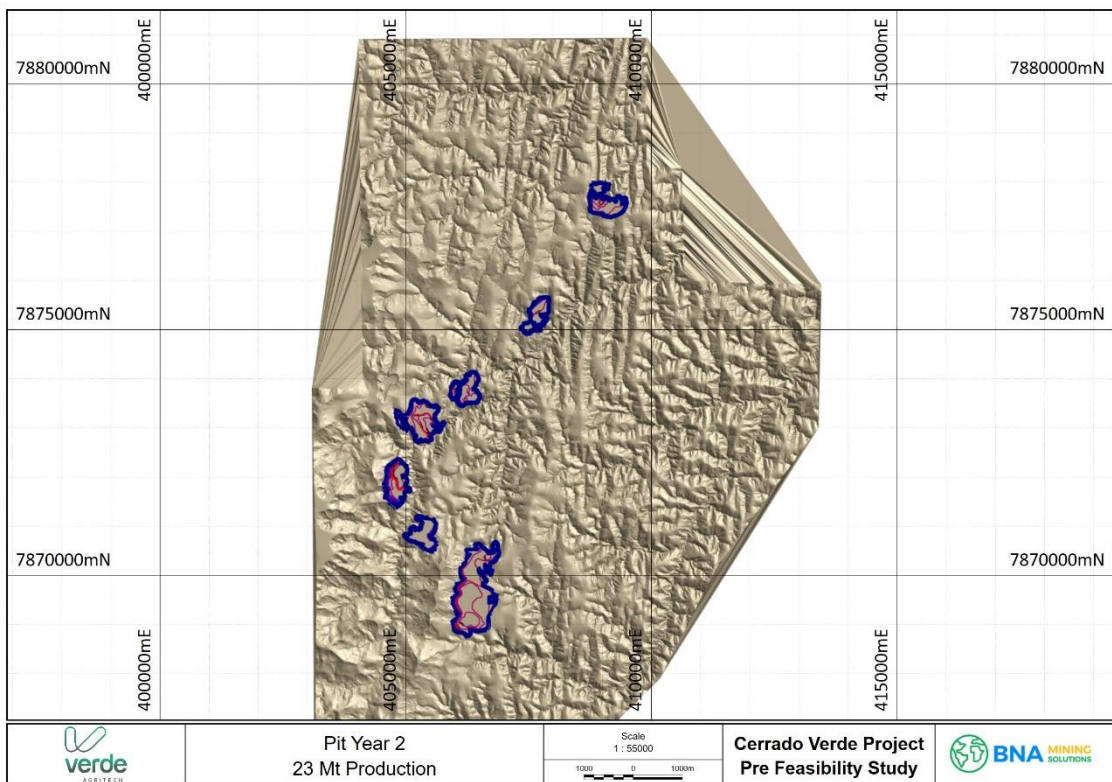 400000mE
405000mE
410000mE
415000mE
7880000mN
7880000mN
7875000mN
7875000mN
7870000mN
7870000mN
400000mE
405000mE
410000mE
415000mE
verde
AGRITECH
Pit Year 2
23 Mt Production
Scale
1 : 55000
1000 0 1000m
Cerrado Verde Project
Pre Feasibility Study
BNA MINING
SOLUTIONS